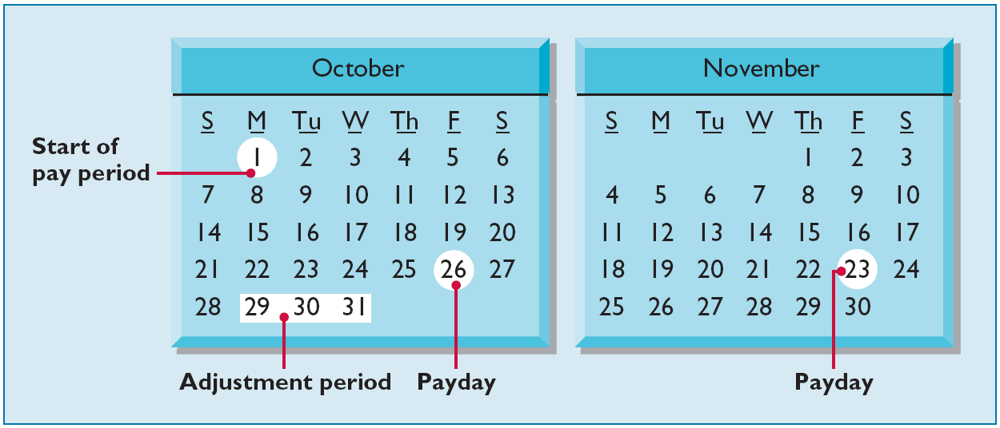 October
S M Tu W Th F S
1 2 3 4 5 6
7 8 9 10 11 12 13
14 15 16 17 18 19 20
21 22 23 24 25 26 27
28 29 30 31
November
S M Tu W Th F S
1 2 3
4 5 6 7 8 9 10
11 12 13 14 15 16 17
18 19 20 21 22 23 24
25 26 27 28 29 30
Start of
pay period
Adjustment period
Payday
Payday